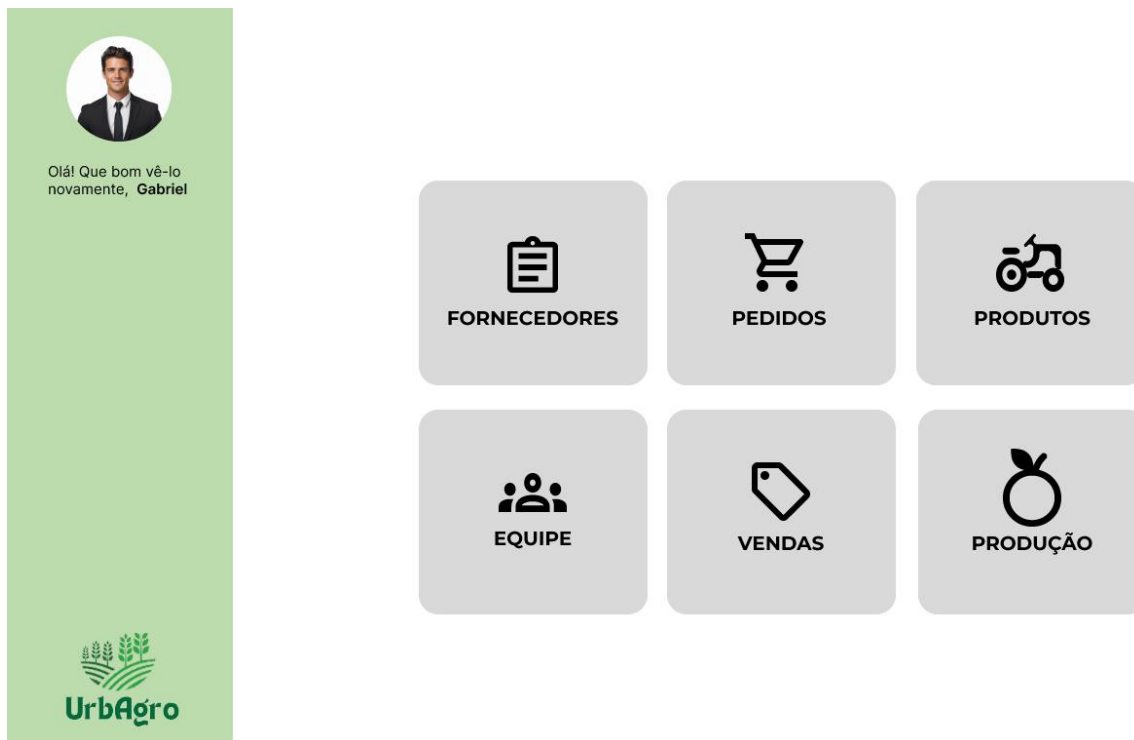 Olá! Que bom vê-lo
novamente, Gabriel
FORNECEDORES
PEDIDOS
PRODUTOS
EQUIPE
VENDAS
PRODUÇÃO
UrbAgro